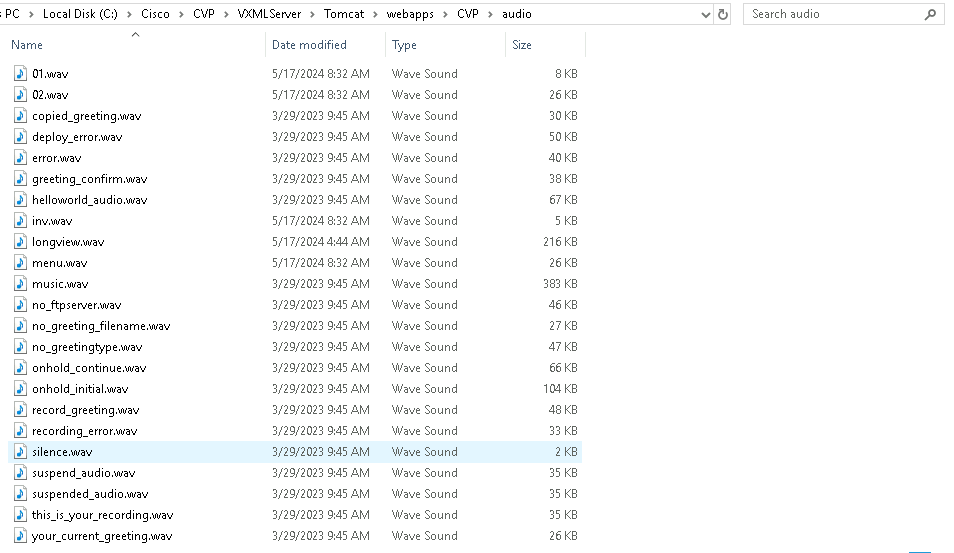 s PC > Local Disk (C:) > Cisco > CVP > VXMLServer > Tomcat > webapps > CVP > audio Search audio
Name Date modified Type Size
01.wav 5/17/2024 8:32 AM Wave Sound 8 KB
02.wav 5/17/2024 8:32 AM Wave Sound 26 KB
copied_greeting.wav 3/29/2023 9:45 AM Wave Sound 30 KB
deploy_error.wav 3/29/2023 9:45 AM Wave Sound 50 KB
error.wav 3/29/2023 9:45 AM Wave Sound 40 KB
greeting_confirm.wav 3/29/2023 9:45 AM Wave Sound 38 KB
helloworld_audio.wav 3/29/2023 9:45 AM Wave Sound 67 KB
inv.wav 5/17/2024 8:32 AM Wave Sound 5 KB
longview.wav 5/17/2024 4:44 AM Wave Sound 216 KB
menu.wav 5/17/2024 8:32 AM Wave Sound 26 KB
music.wav 3/29/2023 9:45 AM Wave Sound 383 KB
no_ftpserver.wav 3/29/2023 9:45 AM Wave Sound 46 KB
no_greeting_filename.wav 3/29/2023 9:45 AM Wave Sound 27 KB
no_greetingtype.wav 3/29/2023 9:45 AM Wave Sound 47 KB
onhold_continue.wav 3/29/2023 9:45 AM Wave Sound 66 KB
onhold_initial.wav 3/29/2023 9:45 AM Wave Sound 104 KB
record_greeting.wav 3/29/2023 9:45 AM Wave Sound 48 KB
recording_error.wav 3/29/2023 9:45 AM Wave Sound 33 KB
silence.wav 3/29/2023 9:45 AM Wave Sound 2 KB
suspend_audio.wav 3/29/2023 9:45 AM Wave Sound 35 KB
suspended_audio.wav 3/29/2023 9:45 AM Wave Sound 35 KB
this_is_your_recording.wav 3/29/2023 9:45 AM Wave Sound 35 KB
your_current_greeting.wav 3/29/2023 9:45 AM Wave Sound 26 KB